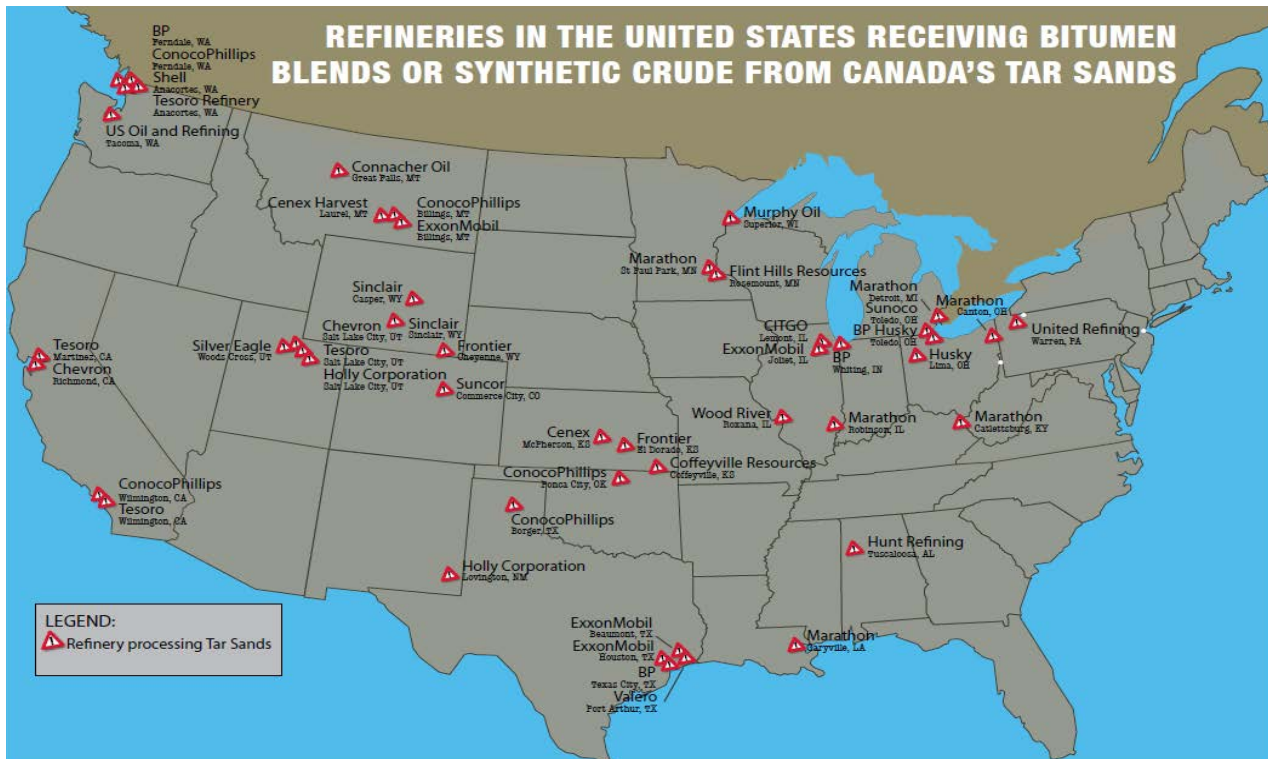 REFINERIES IN THE UNITED STATES RECEIVING BITUMEN
BLENDS OR SYNTHETIC CRUDE FROM CANADA'S TAR SANDS
BP
Ferndale, WA
ConocoPhillips
Ferndale, WA
Shell
Anacortes, WA
Tesoro Refinery
Anacortes, WA
US Oil and Refining
Tacoma, WA
Connacher Oil
Great Falls, MT
Cenex Harvest
Laurel, MT
ConocoPhillips
Billings, MT
ExxonMobil
Billings, MT
Murphy Oil
Superior, WI
Marathon
St Paul Park, MN
Flint Hills Resources
Rosemount, MN
Sinclair
Casper, WY
Sinclair
Sinclair, WY
Chevron
Salt Lake City, UT
Silver Eagle
Woods Cross, UT
Tesoro
Salt Lake City, UT
Holly Corporation
Salt Lake City, UT
Frontier
Cheyenne, WY
Suncor
Commerce City, CO
Tesoro
Martinez, CA
Chevron
Richmond, CA
Marathon
Detroit, MI
Sunoco
Toledo, OH
BP Husky
Toledo, OH
Marathon
Canton, OH
United Refining
Warren, PA
CITGO
Lemont, IL
ExxonMobil
Joliet, IL
BP
Whiting, IN
Husky
Lima, OH
Wood River
Roxana, IL
Marathon
Robinson, IL
Marathon
Catlettsburg, KY
Cenex
McPherson, KS
Frontier
El Dorado, KS
Coffeyville Resources
Coffeyville, KS
ConocoPhillips
Ponca City, OK
ConocoPhillips
Borger, TX
ConocoPhillips
Wilmington, CA
Tesoro
Wilmington, CA
Holly Corporation
Lovington, NM
Hunt Refining
Tuscaloosa, AL
ExxonMobil
Beaumont, TX
ExxonMobil
Houston, TX
BP
Texas City, TX
Valero
Port Arthur, TX
Marathon
Garyville, LA
LEGEND:
Refinery processing Tar Sands